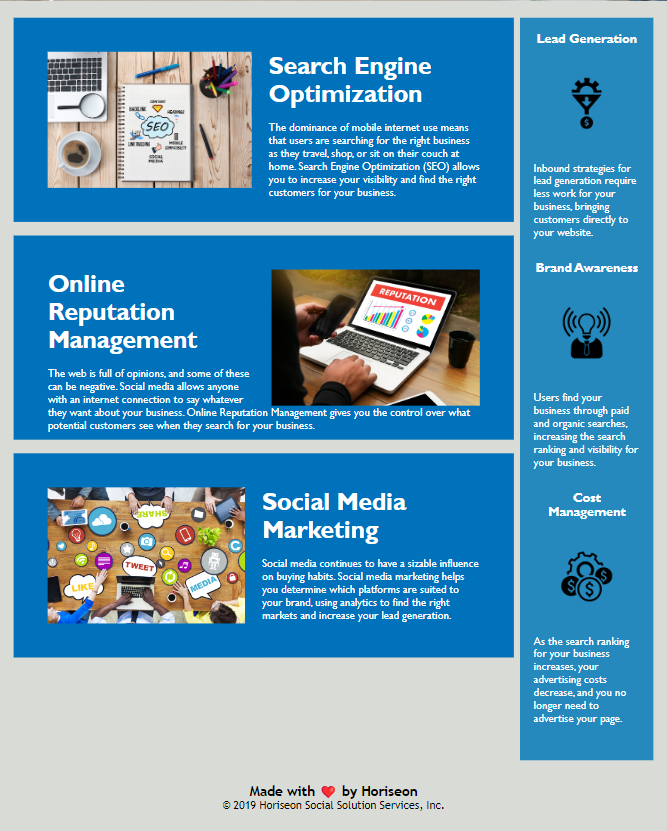 Search Engine
Optimization
The dominance of mobile internet use means
that users are searching for the right business
as they travel, shop, or sit on their couch at
home. Search Engine Optimization (SEO) allows
you to increase your visibility and find the right
customers for your business.
SEO
Online
Reputation
Management
The web is full of opinions, and some of these
can be negative. Social media allows anyone
with an internet connection to say whatever
they want about your business. Online Reputation Management gives you the control over what
potential customers see when they search for your business.
REPUTATION
Social Media
Marketing
Social media continues to have a sizable influence
on buying habits. Social media marketing helps
you determine which platforms are suited to
your brand, using analytics to find the right
markets and increase your lead generation.
SHARE
TWEET
LIKE
MEDIA
Lead Generation
Inbound strategies for
lead generation require
less work for your
business, bringing
customers directly to
your website.
Brand Awareness
Users find your
business through paid
and organic searches,
increasing the search
ranking and visibility for
your business.
Cost
Management
As the search ranking
for your business
increases, your
advertising costs
decrease, and you no
longer need to
advertise your page.
Made with ❤️ by Horiseon
© 2019 Horiseon Social Solution Services, Inc.